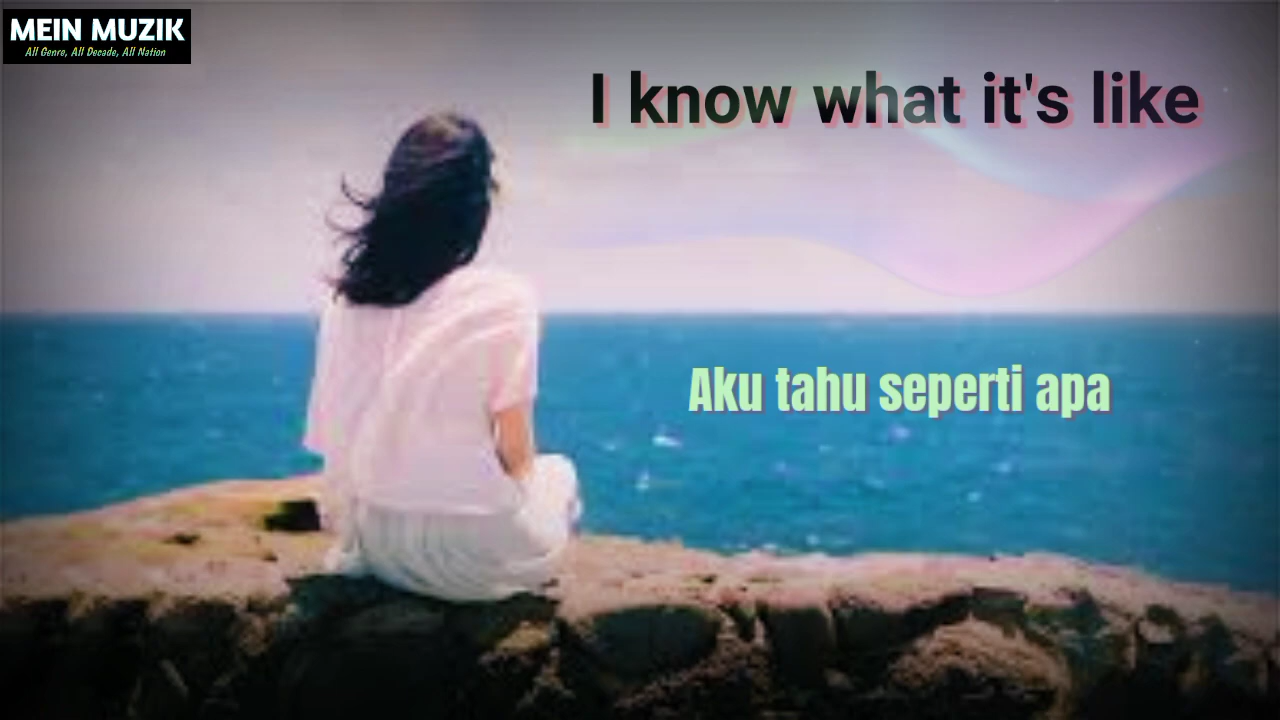 MEIN MUZIK
All Genre, All Decade, All Nation
I know what it's like
Aku tahu seperti apa